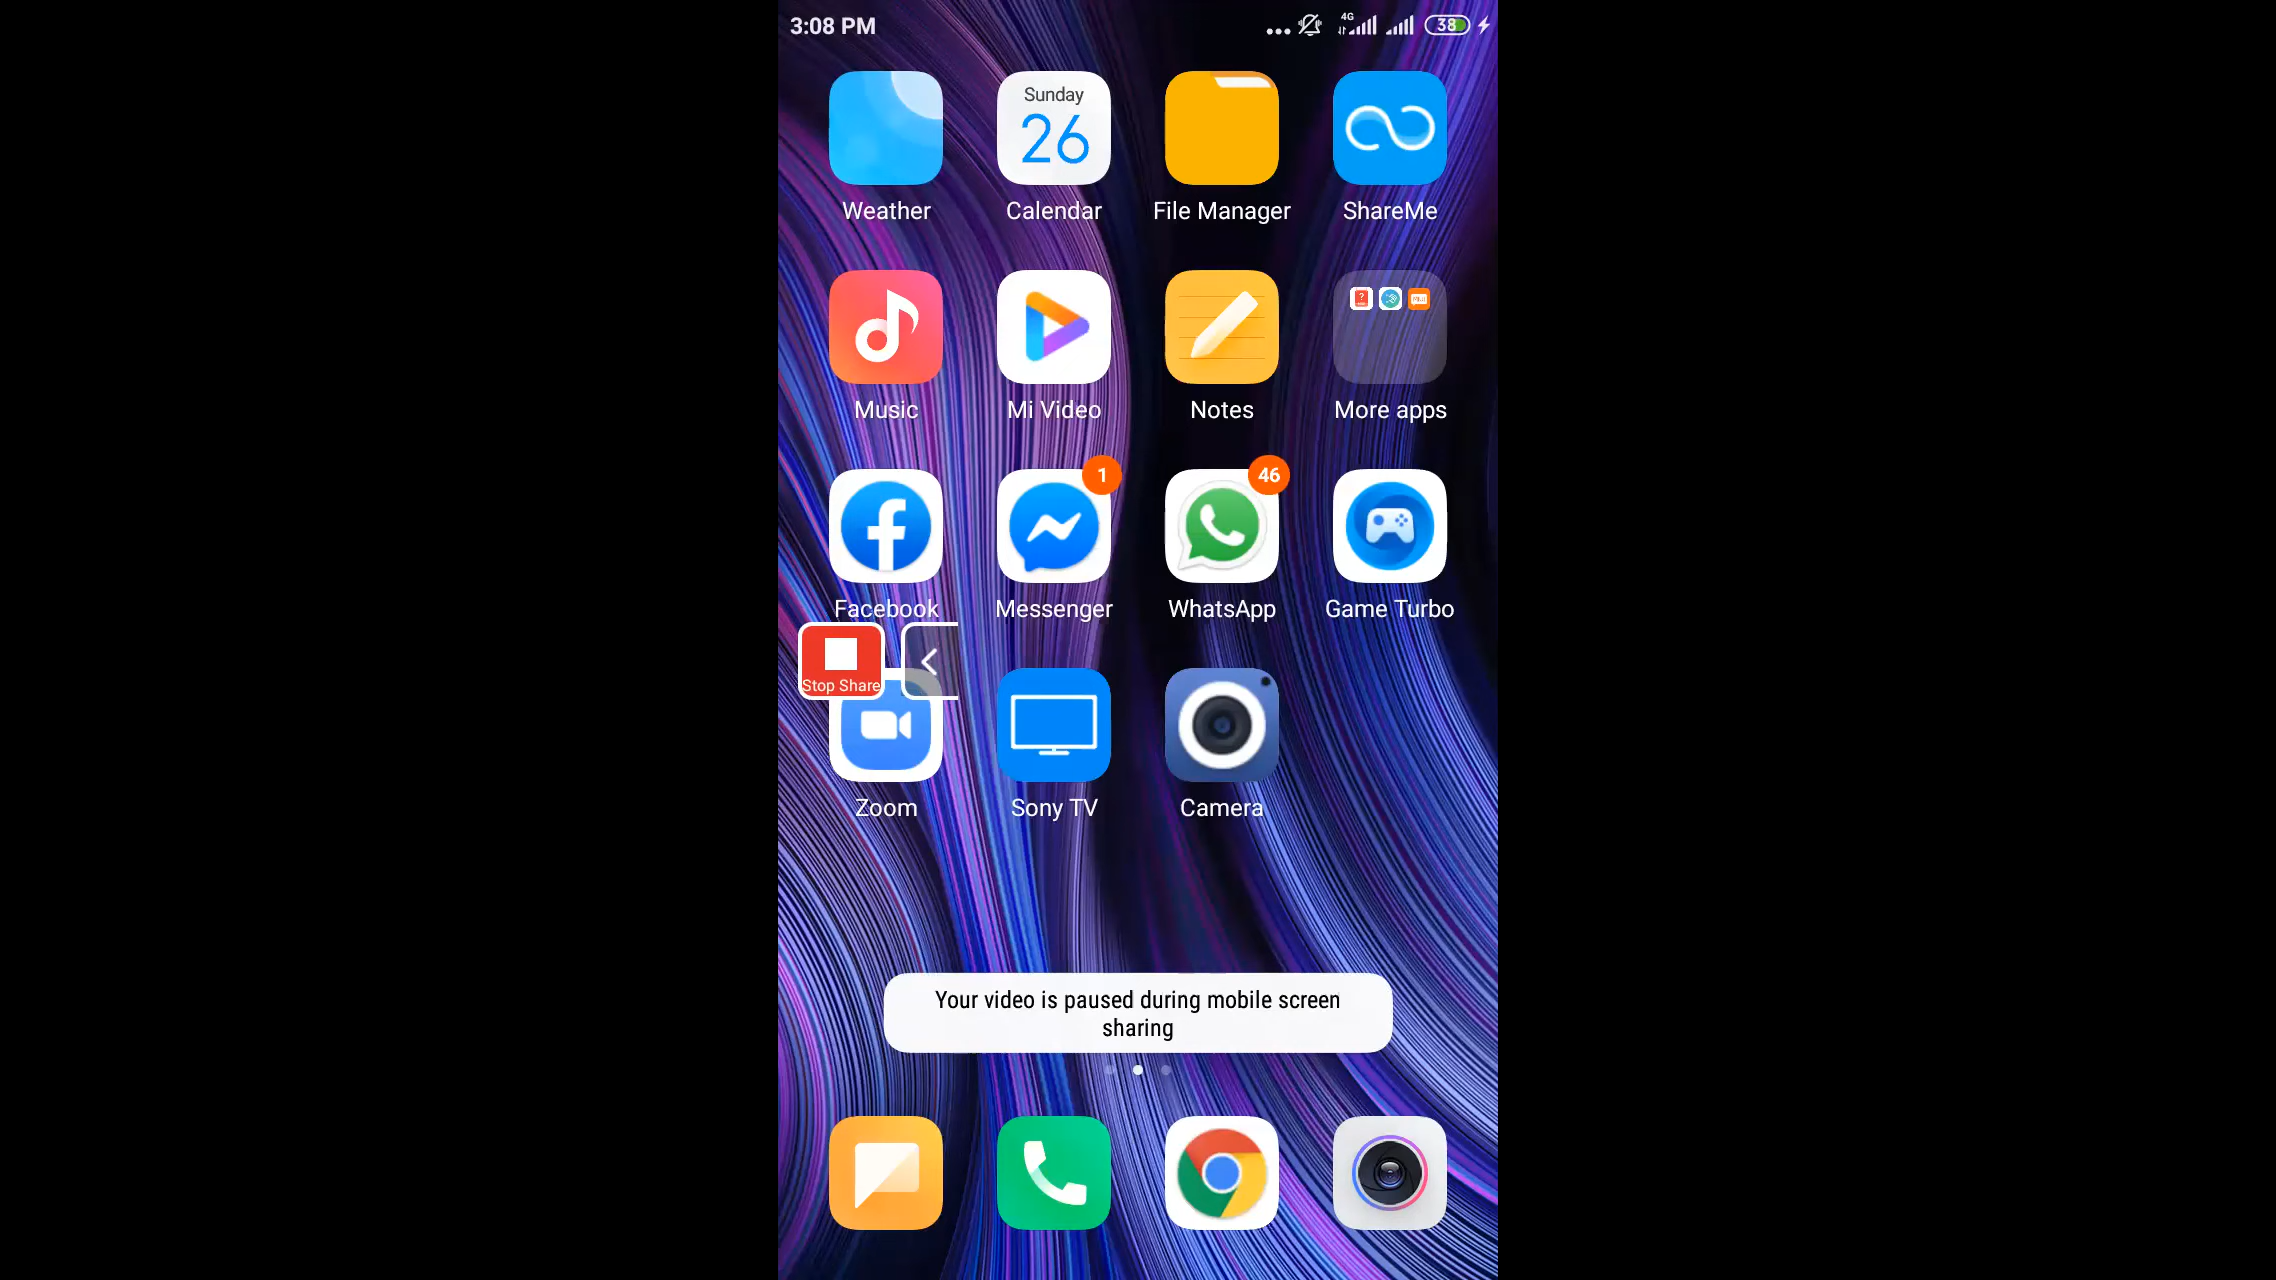 3:08 PM
4G
38
Sunday
26
Weather
Calendar
File Manager
ShareMe
Music
Mi Video
Notes
More apps
1
46
Facebook
Messenger
WhatsApp
Game Turbo
Stop Share
Zoom
Sony TV
Camera
Your video is paused during mobile screen
sharing